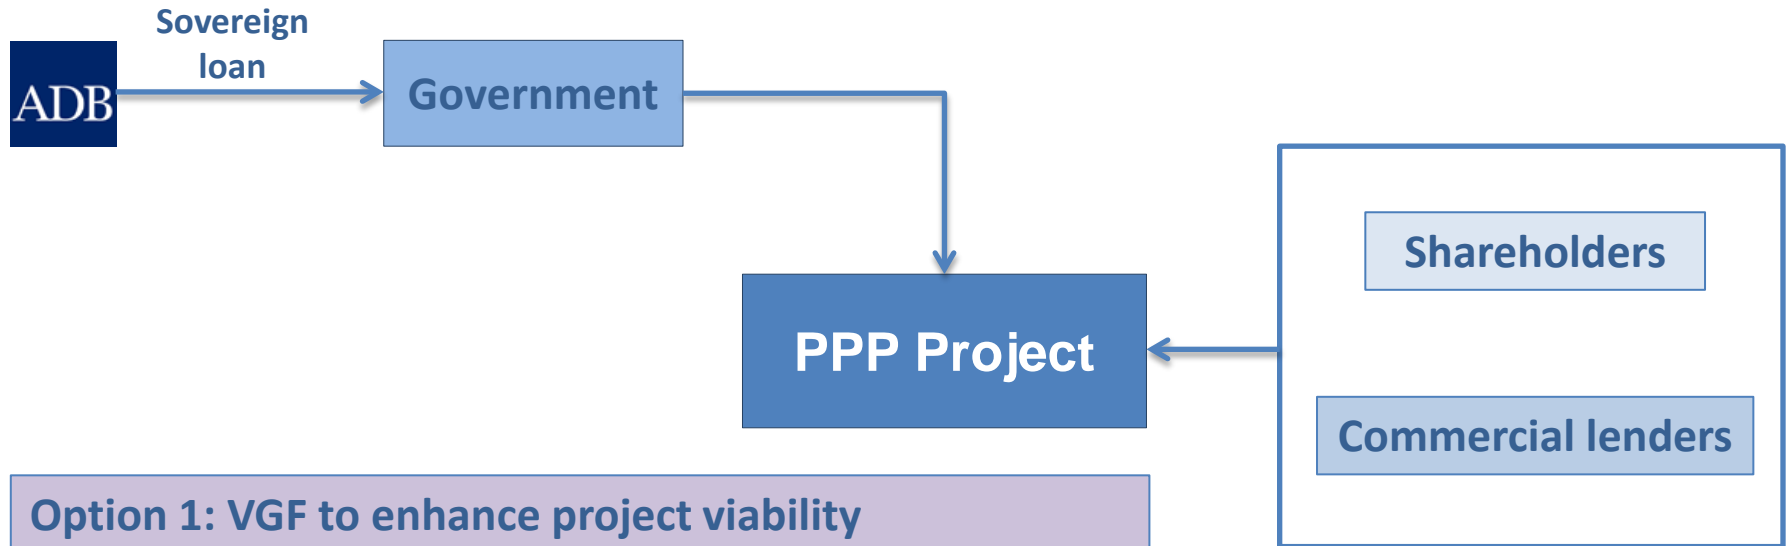 Sovereign
loan
ADB
Government
Shareholders
PPP Project
Commercial lenders
Option 1: VGF to enhance project viability